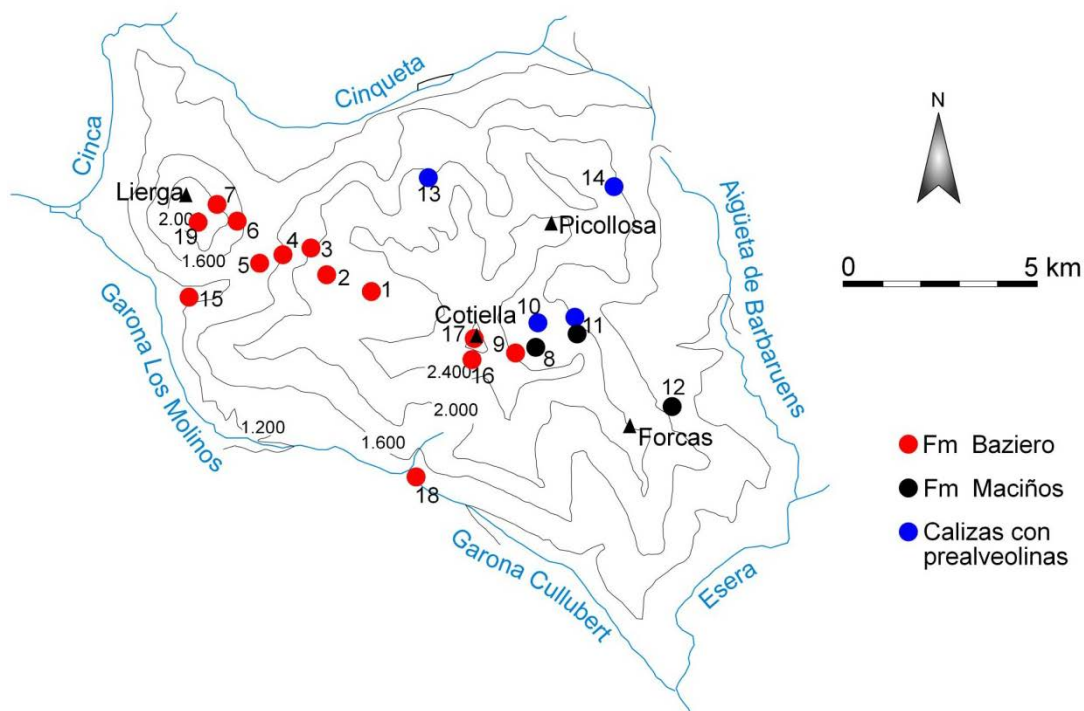 Cinqueta
N
Cinca
Lierga
7
13
14
2.000
19
6
Picollosa
Aigüeta de Barbaruens
1.600
5
4
3
2
1
0
5 km
15
Garona Los Molinos
Cotiella
10
11
17
9
8
16
2.400
12
2.000
Forcas
1.200
1.600
18
Garona Cullubert
Esera
Fm Baziero
Fm Maciños
Calizas con
prealveolinas